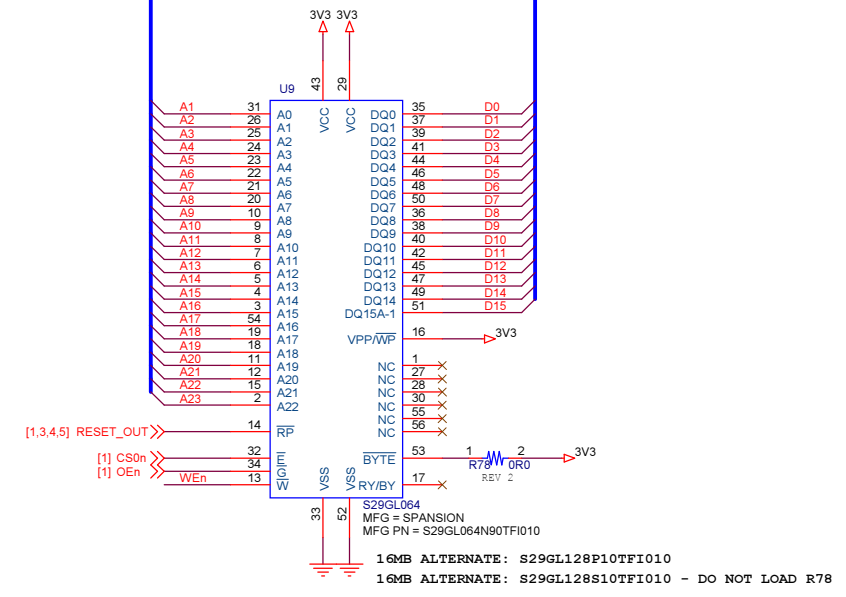 3V3 3V3
U9
43 29
VCC VCC
A1 31 A0 DQ0 35 D0
A2 26 A1 DQ1 37 D1
A3 25 A2 DQ2 39 D2
A4 24 A3 DQ3 41 D3
A5 23 A4 DQ4 44 D4
A6 22 A5 DQ5 46 D5
A7 21 A6 DQ6 48 D6
A8 20 A7 DQ7 50 D7
A9 10 A8 DQ8 36 D8
A10 9 A9 DQ9 38 D9
A11 8 A10 DQ10 40 D10
A12 7 A11 DQ11 42 D11
A13 6 A12 DQ12 45 D12
A14 5 A13 DQ13 47 D13
A15 4 A14 DQ14 49 D14
A16 3 A15 DQ15A-1 51 D15
A17 54 A16
A18 19 A17 VPP/WP 16 3V3
A19 18 A18
A20 11 A19 NC 1
A21 12 A20 NC 27
A22 15 A21 NC 28
A23 2 A22 NC 30
NC 55
[1,3,4,5] RESET_OUT 14 RP NC 56
[1] CS0n 32 E BYTE 53 1 R78 0R0 2 3V3
[1] OEn 34 G
REV 2
WEn 13 W RY/BY 17
VSS VSS
33 52
S29GL064
MFG = SPANSION
MFG PN = S29GL064N90TFI010
16MB ALTERNATE: S29GL128P10TFI010
16MB ALTERNATE: S29GL128S10TFI010 - DO NOT LOAD R78